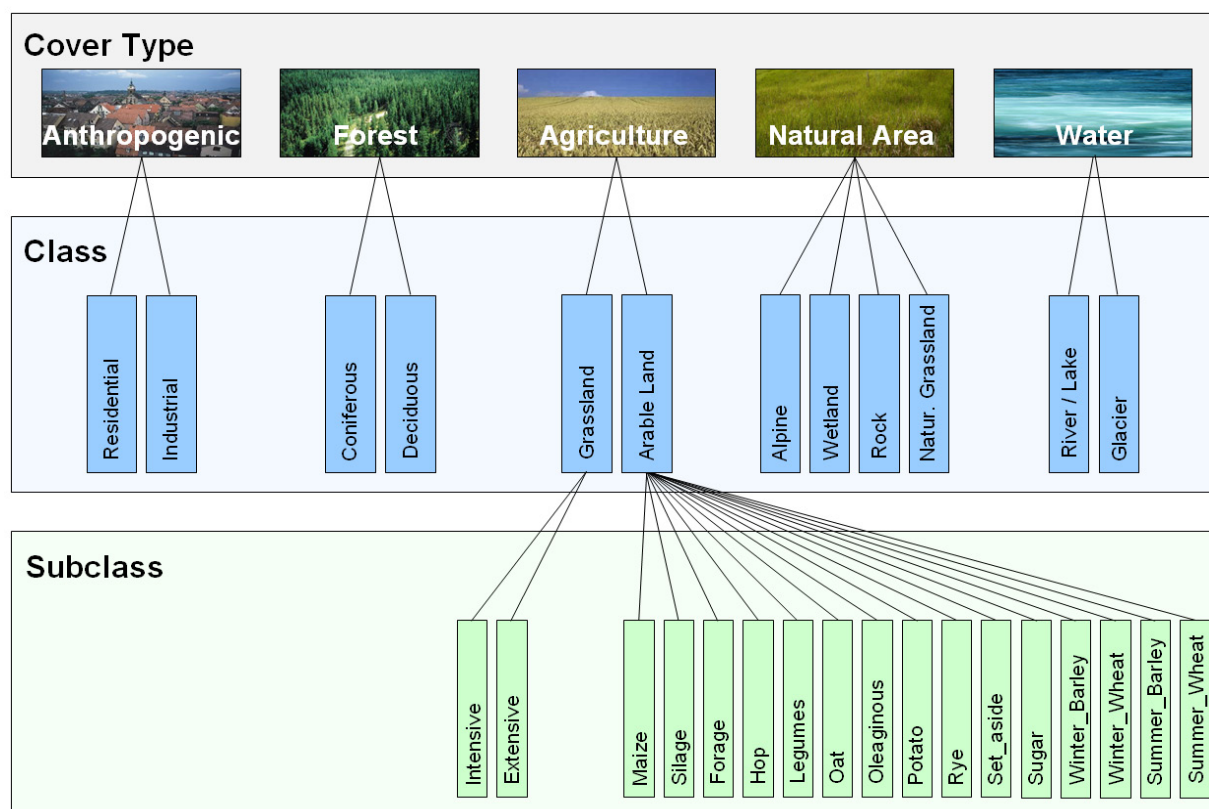 Cover Type
Anthropogenic
Forest
Agriculture
Natural Area
Water
Class
Residential
Industrial
Coniferous
Deciduous
Grassland
Arable Land
Alpine
Wetland
Rock
Natur. Grassland
River / Lake
Glacier
Subclass
Intensive
Extensive
Maize
Silage
Forage
Hop
Legumes
Oat
Oleaginous
Potato
Rye
Set_aside
Sugar
Winter_Barley
Winter_Wheat
Summer_Barley
Summer_Wheat